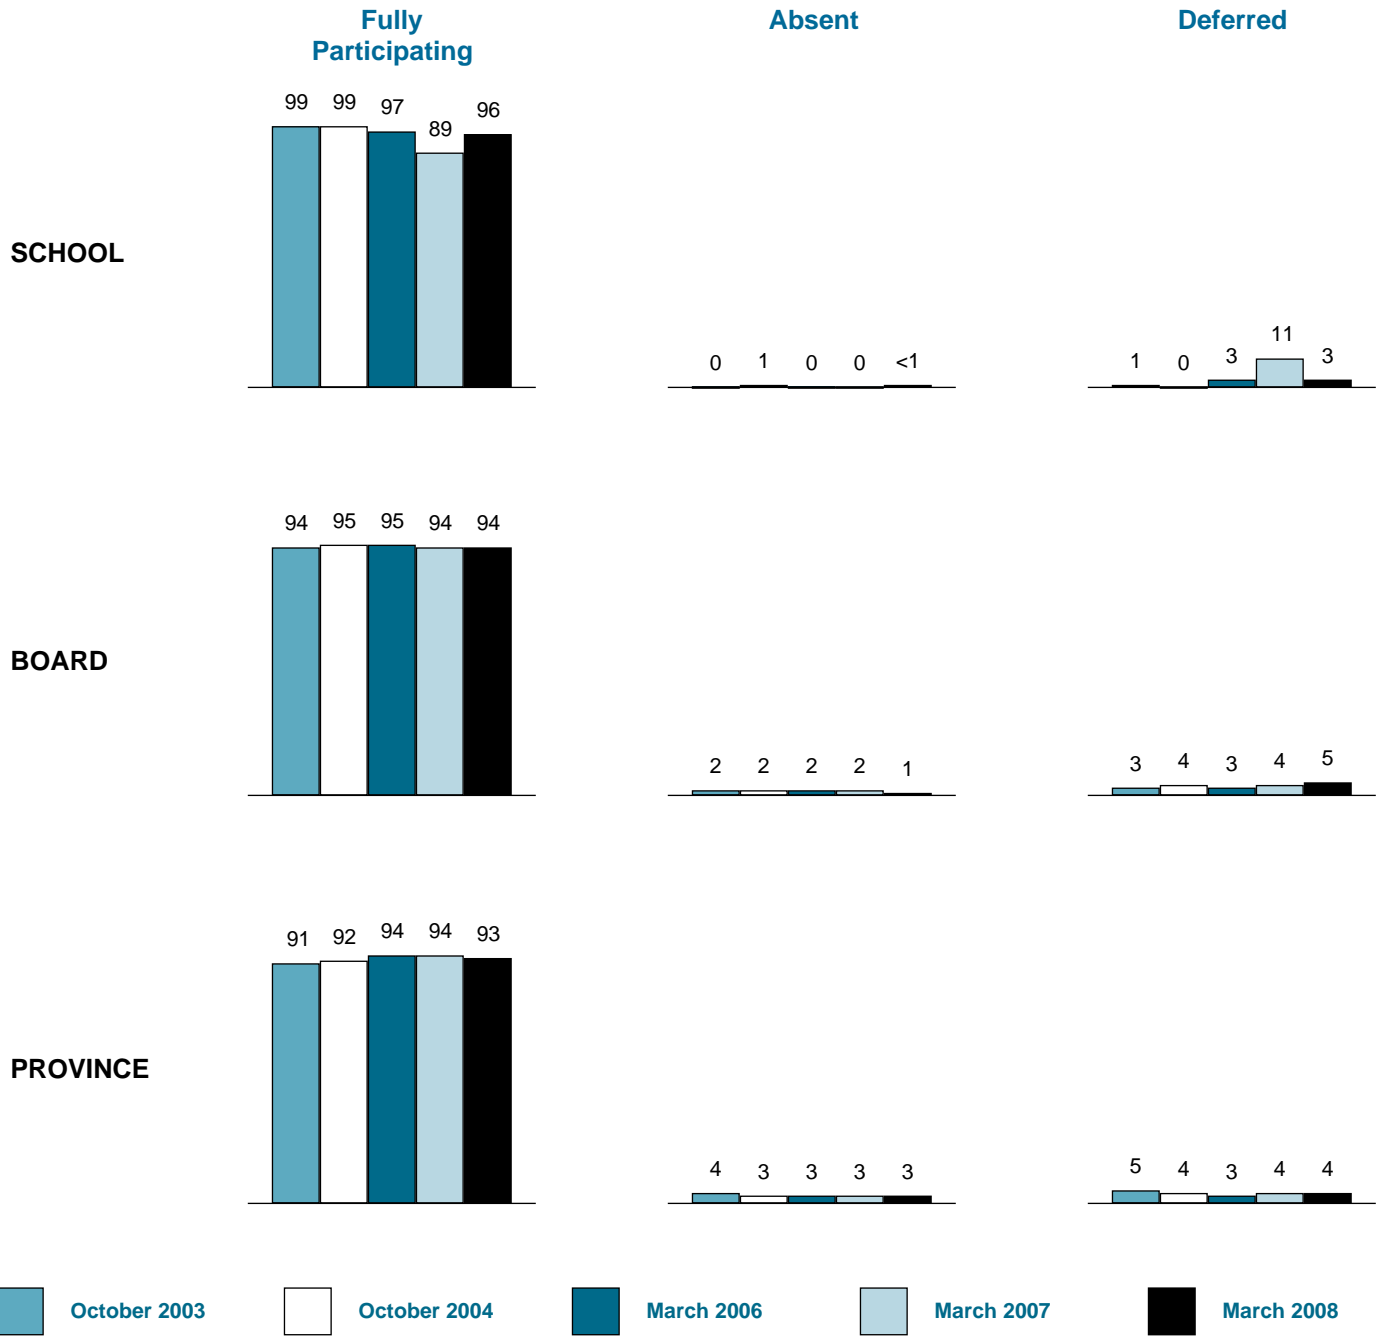 Fully Participating
Absent
Deferred
SCHOOL
99 99 97 89 96
0 1 0 0 <1
1 0 3 11 3
BOARD
94 95 95 94 94
2 2 2 2 1
3 4 3 4 5
PROVINCE
91 92 94 94 93
4 3 3 3 3
5 4 3 4 4
October 2003
October 2004
March 2006
March 2007
March 2008